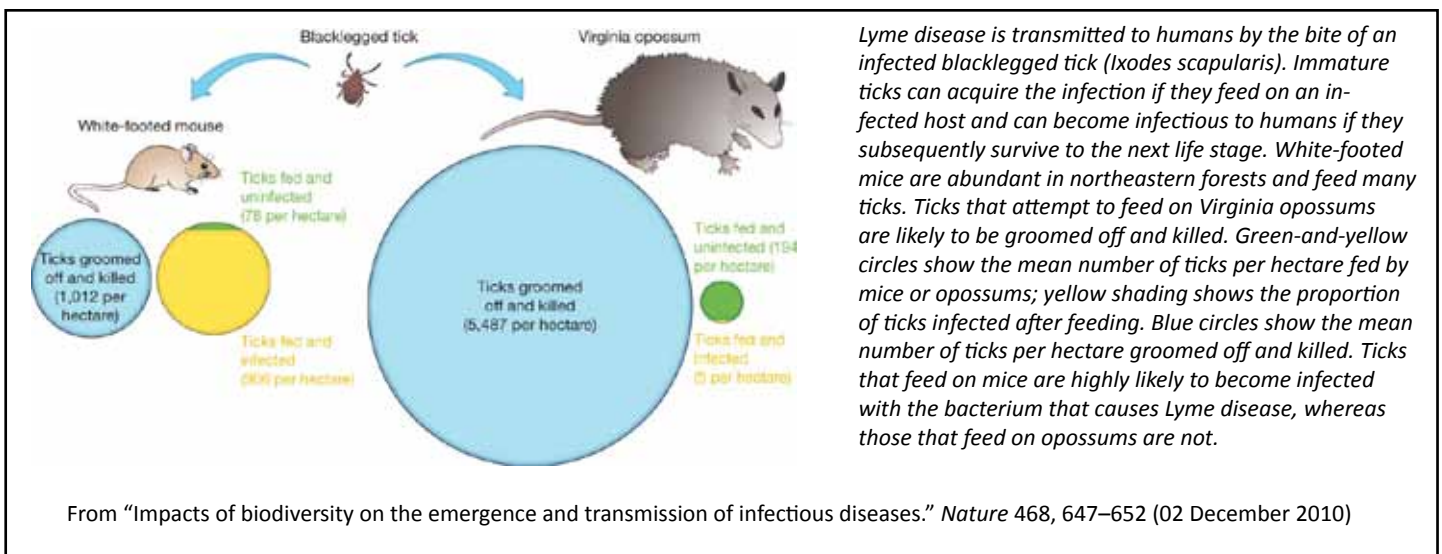 Blacklegged tick
Virginia opossum
White-footed mouse
Ticks fed and
uninfected
(78 per hectare)
Ticks groomed
off and killed
(1,012 per
hectare)
Ticks fed and
infected
(906 per hectare)
Ticks groomed
off and killed
(5,487 per hectare)
Ticks fed and
uninfected (194
per hectare)
Ticks fed and
infected
(5 per hectare)
Lyme disease is transmitted to humans by the bite of an
infected blacklegged tick (Ixodes scapularis). Immature
ticks can acquire the infection if they feed on an in-
fected host and can become infectious to humans if they
subsequently survive to the next life stage. White-footed
mice are abundant in northeastern forests and feed many
ticks. Ticks that attempt to feed on Virginia opossums
are likely to be groomed off and killed. Green-and-yellow
circles show the mean number of ticks per hectare fed by
mice or opossums; yellow shading shows the proportion
of ticks infected after feeding. Blue circles show the mean
number of ticks per hectare groomed off and killed. Ticks
that feed on mice are highly likely to become infected
with the bacterium that causes Lyme disease, whereas
those that feed on opossums are not.
From “Impacts of biodiversity on the emergence and transmission of infectious diseases.” Nature 468, 647–652 (02 December 2010)